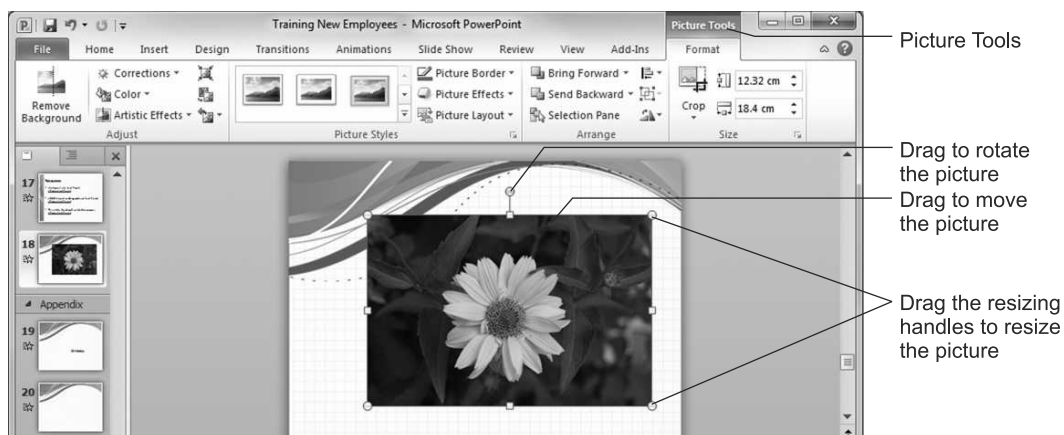 Training New Employees - Microsoft PowerPoint
Picture Tools
File Home Insert Design Transitions Animations Slide Show Review View Add-Ins Format
Picture Tools
Remove
Background
Corrections
Color
Artistic Effects
Adjust
Picture Styles
Picture Border
Picture Effects
Picture Layout
Bring Forward
Send Backward
Selection Pane
Arrange
Crop
12.32 cm
18.4 cm
Size
17
18
Appendix
19
20
Drag to rotate
the picture
Drag to move
the picture
Drag the resizing
handles to resize
the picture